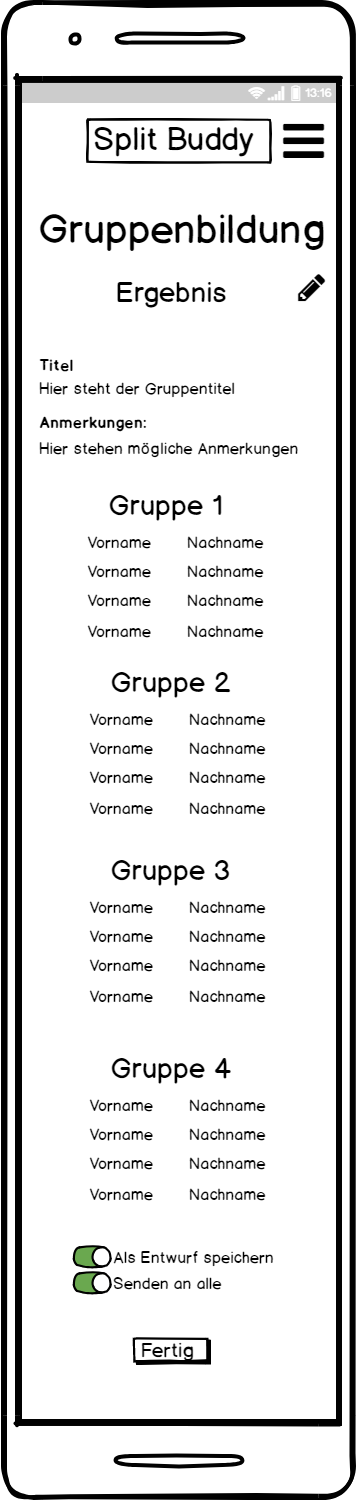 13:16
Split Buddy
Gruppenbildung
Ergebnis
Titel
Hier steht der Gruppentitel
Anmerkungen:
Hier stehen mögliche Anmerkungen
Gruppe 1
Vorname Nachname
Vorname Nachname
Vorname Nachname
Vorname Nachname
Gruppe 2
Vorname Nachname
Vorname Nachname
Vorname Nachname
Vorname Nachname
Gruppe 3
Vorname Nachname
Vorname Nachname
Vorname Nachname
Vorname Nachname
Gruppe 4
Vorname Nachname
Vorname Nachname
Vorname Nachname
Vorname Nachname
Als Entwurf speichern
Senden an alle
Fertig